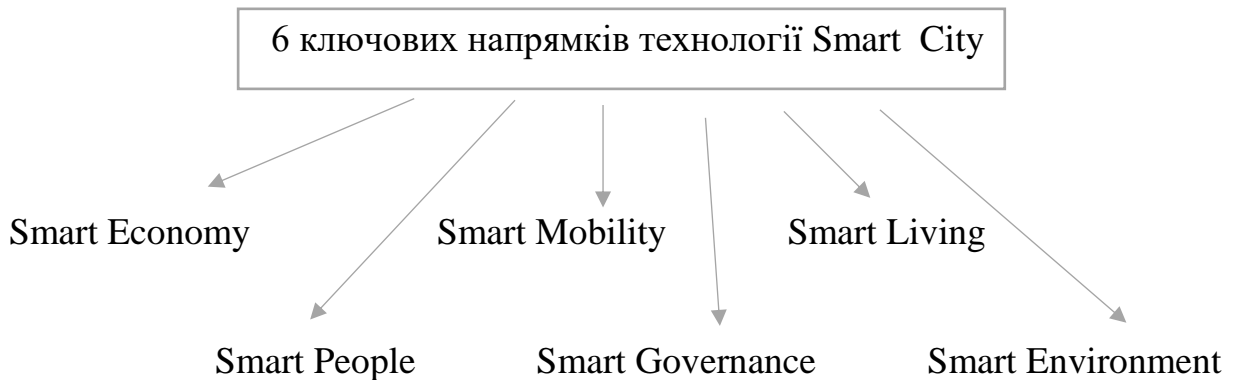 6 ключових напрямків технології Smart City
Smart Economy Smart Mobility Smart Living
Smart People Smart Governance Smart Environment